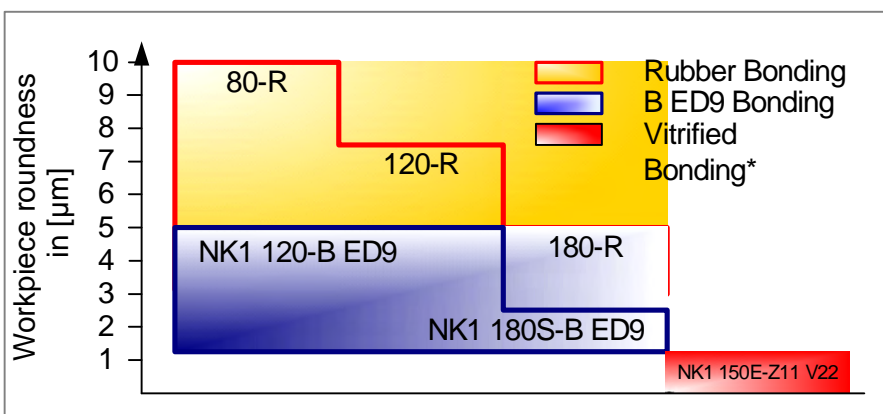 Workpiece roundness
in [µm]
10
9
8
7
6
5
4
3
2
1
80-R
120-R
180-R
NK1 120-B ED9
NK1 180S-B ED9
NK1 150E-Z11 V22
Rubber Bonding
B ED9 Bonding
Vitrified
Bonding*